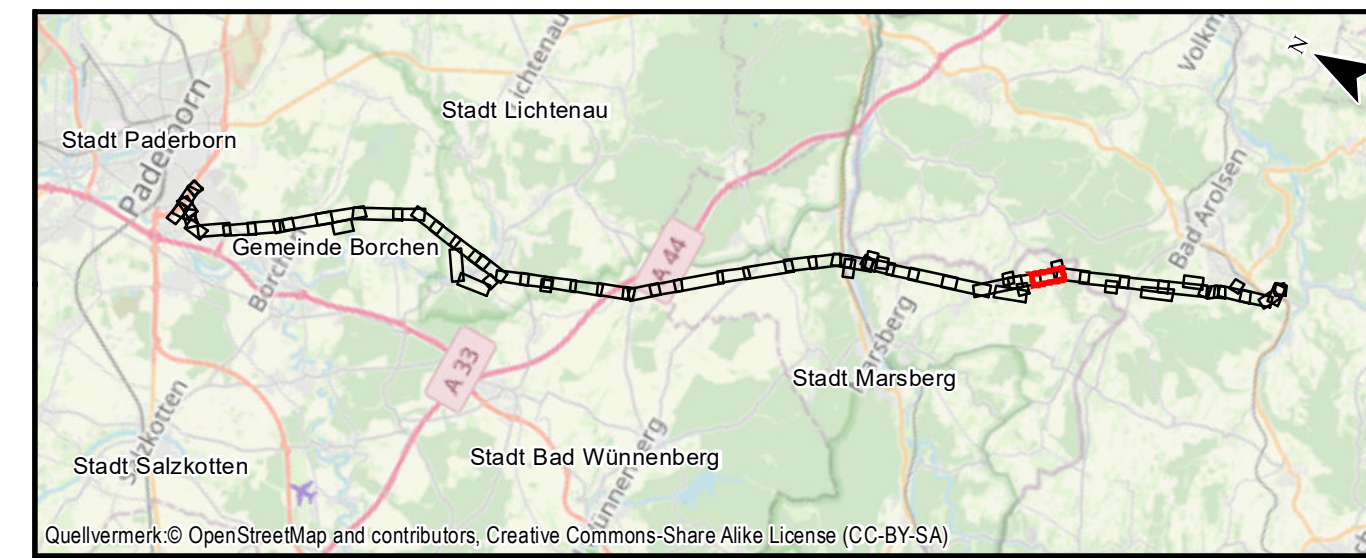 N
Volkm
Lichtenau
Stadt Lichtenau
Stadt Paderborn
Paderborn
Bad Arolsen
Gemeinde Borchen
Borchen
A 44
Marsberg
A 33
Stadt Marsberg
Salzkotten
Stadt Salzkotten
Stadt Bad Wünnenberg
Wünnenberg
Quellvermerk:© OpenStreetMap and contributors, Creative Commons-Share Alike License (CC-BY-SA)